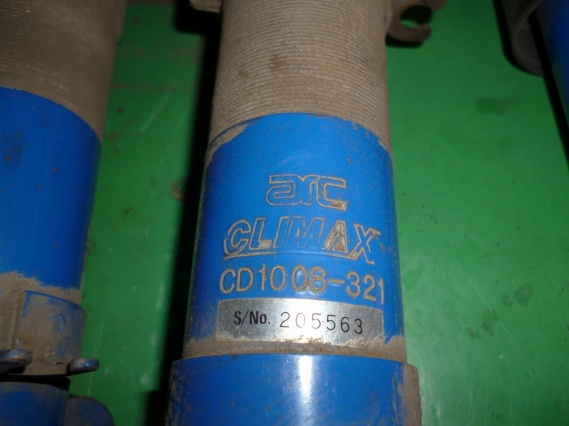 arc
CLIMAX
CD1008-321
S/No. 205563